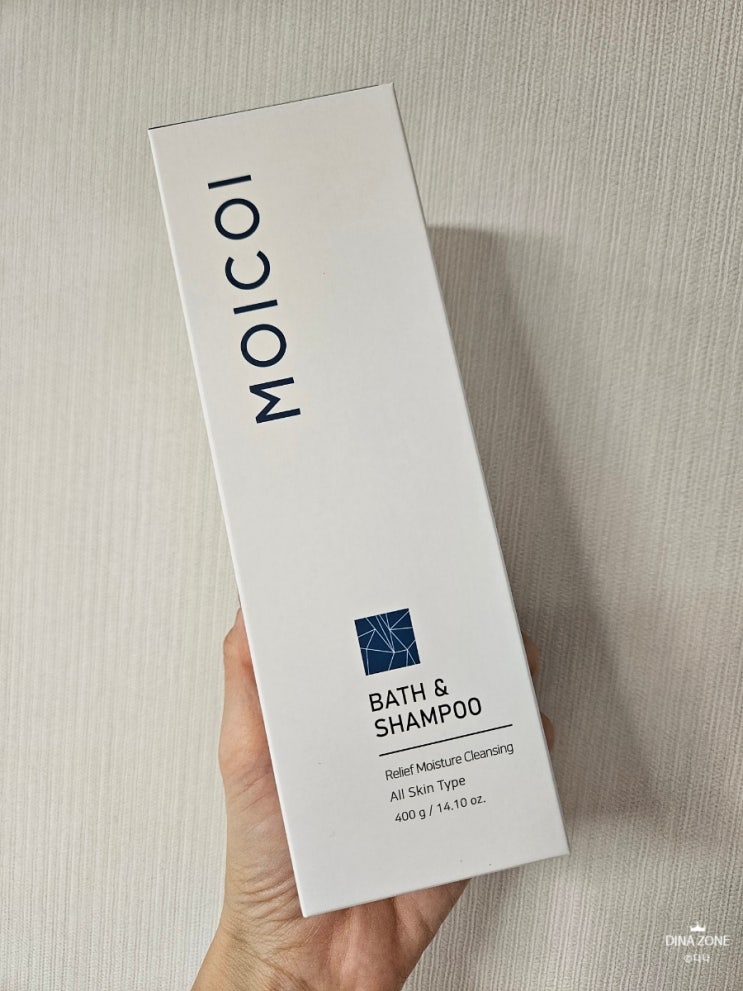 MOICOI
BATH &
SHAMPOO
Relief Moisture Cleansing
All Skin Type
400 g / 14.10 oz.
DINA ZONE